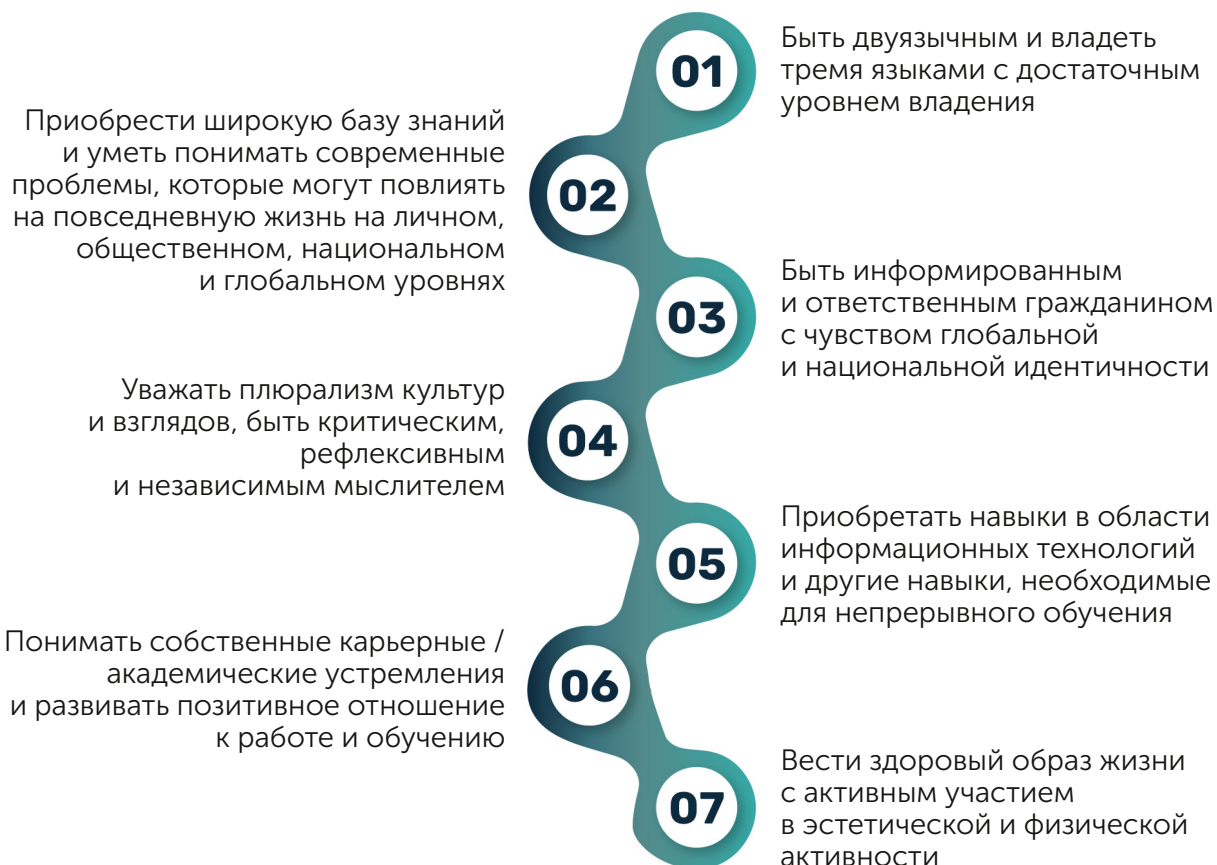 01
Быть двуязычным и владеть
тремя языками с достаточным
уровнем владения
Приобрести широкую базу знаний
и уметь понимать современные
проблемы, которые могут повлиять
на повседневную жизнь на личном,
общественном, национальном
и глобальном уровнях
02
03
Быть информированным
и ответственным гражданином
с чувством глобальной
и национальной идентичности
Уважать плюрализм культур
и взглядов, быть критическим,
рефлексивным
и независимым мыслителем
04
05
Приобретать навыки в области
информационных технологий
и другие навыки, необходимые
для непрерывного обучения
Понимать собственные карьерные /
академические устремления
и развивать позитивное отношение
к работе и обучению
06
07
Вести здоровый образ жизни
с активным участием
в эстетической и физической
активности